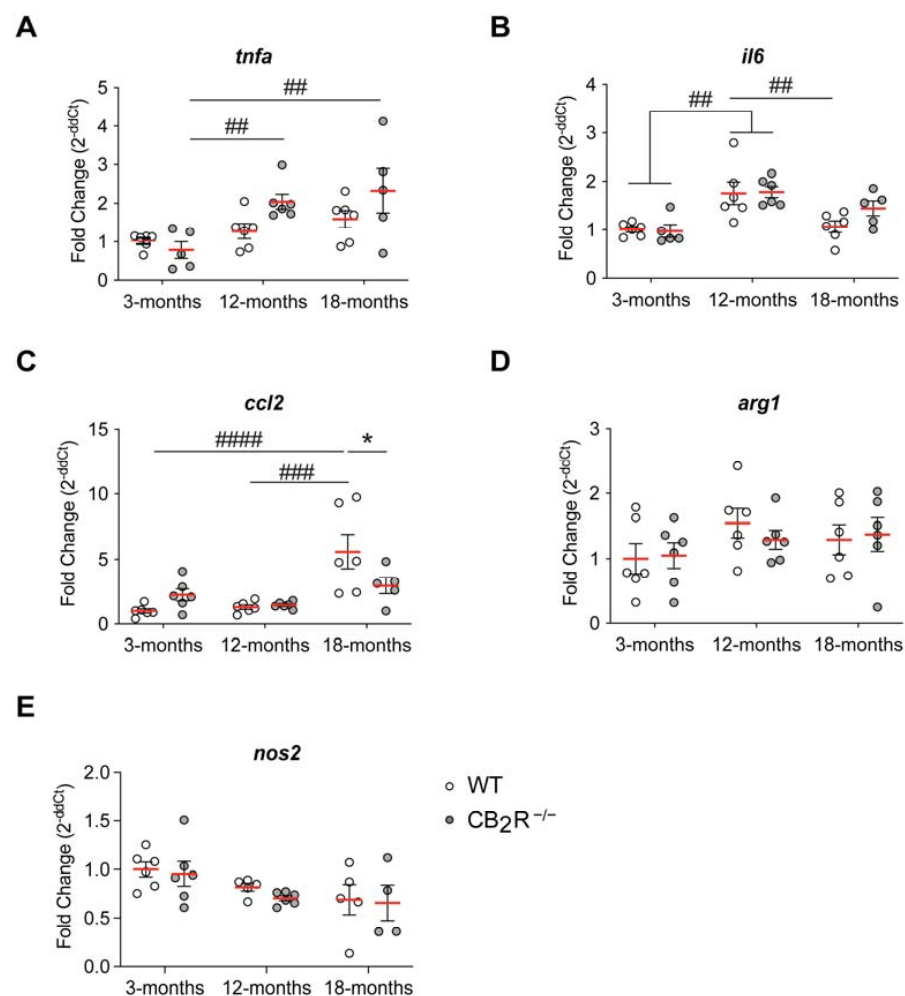 A
tnfa
Fold Change (2-ddCt)
5
4
3
2
1
0
##
##
3-months 12-months 18-months
B
il6
Fold Change (2-ddCt)
4
3
2
1
0
##
##
3-months 12-months 18-months
C
ccl2
Fold Change (2-ddCt)
15
10
5
0
####
*
###
3-months 12-months 18-months
D
arg1
Fold Change (2-ddCt)
3
2
1
0
3-months 12-months 18-months
E
nos2
Fold Change (2-ddCt)
2.0
1.5
1.0
0.5
0.0
3-months 12-months 18-months
WT
CB2R−/−